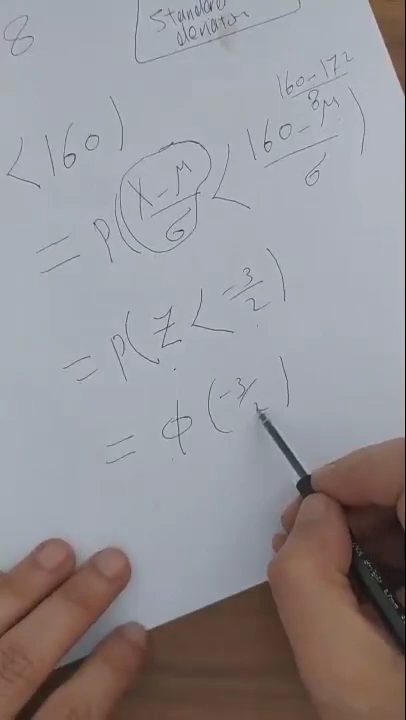 8
Standard
deviation
160-172
8
<160)
= P(X-μ/σ < 160-μ/σ)
= P(Z < -3/2)
= ϕ(-3/2)